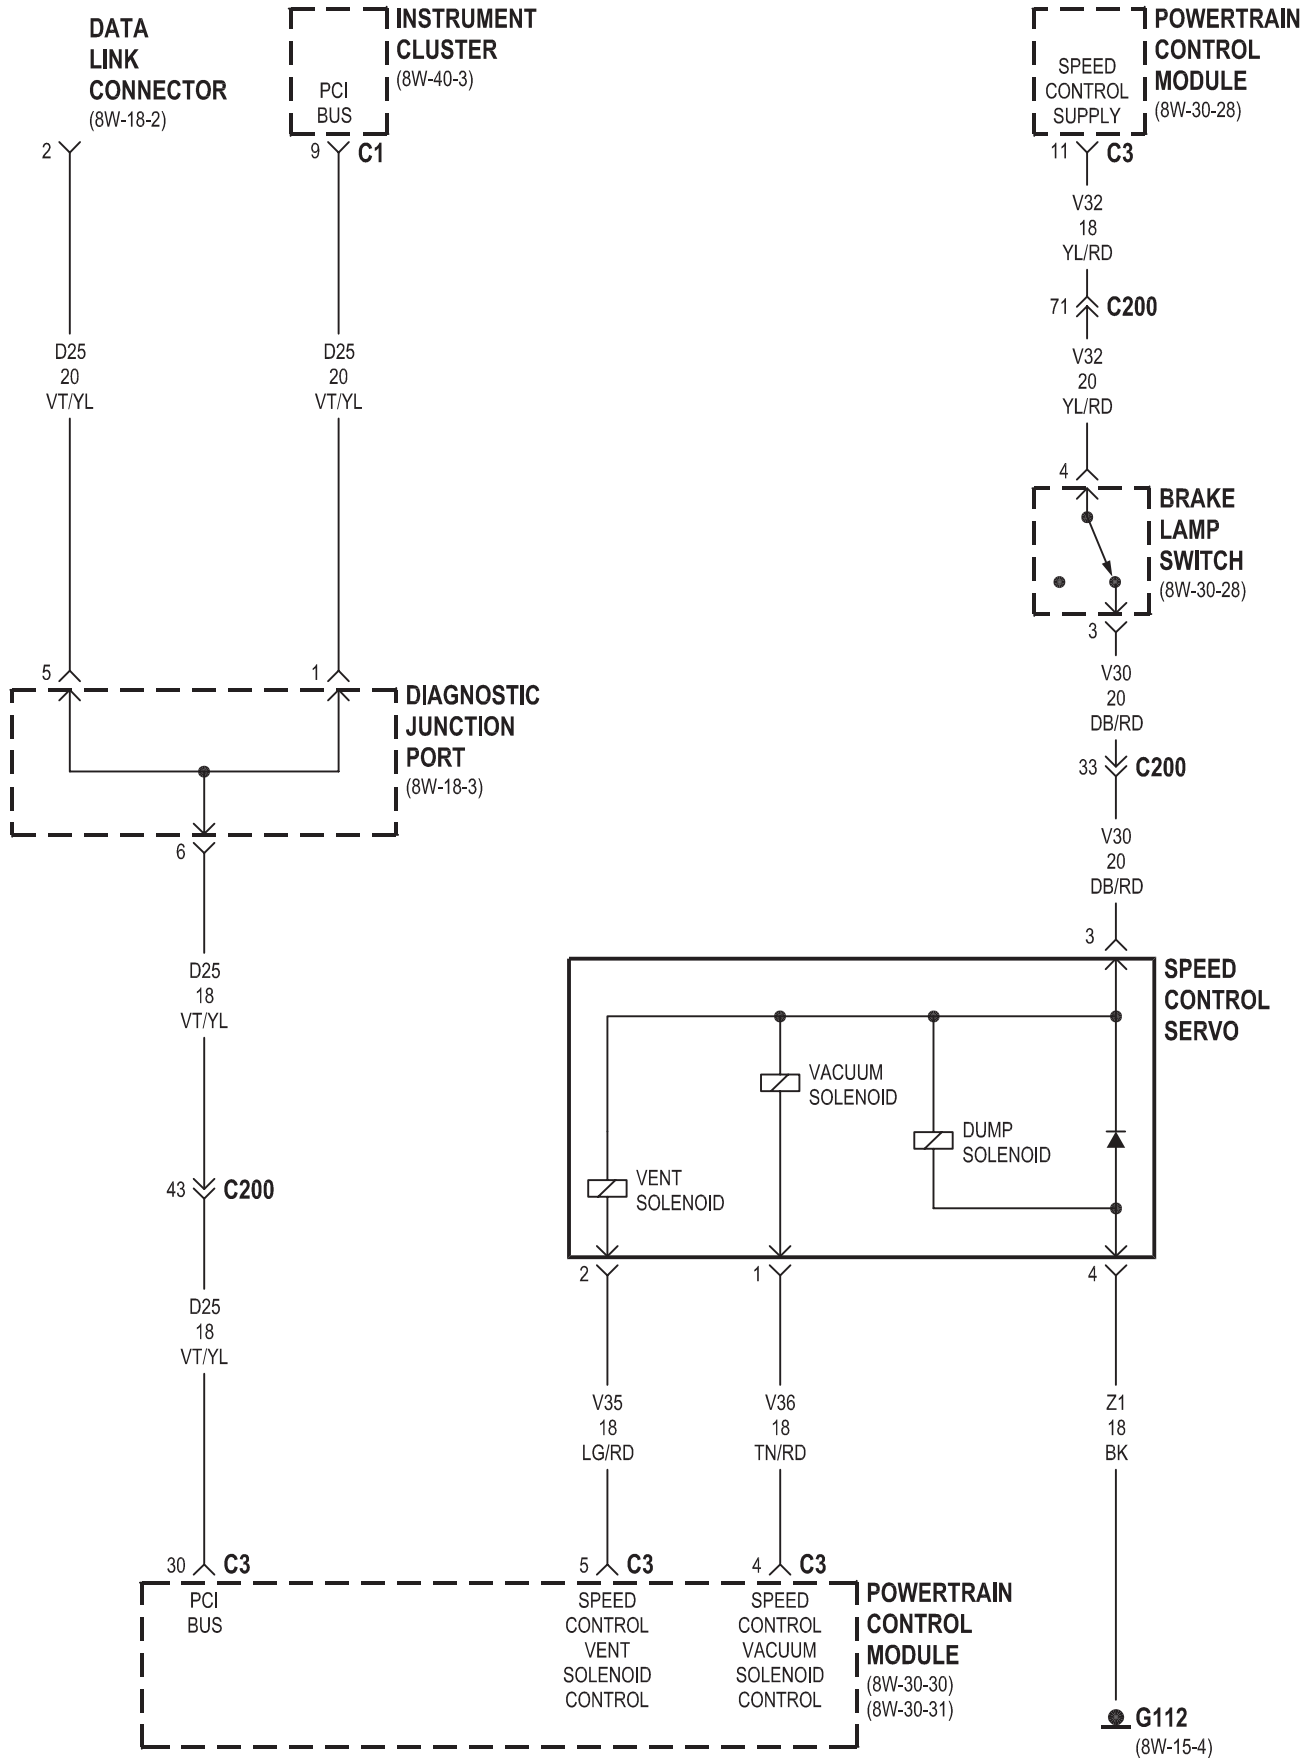 DATA
LINK
CONNECTOR
(8W-18-2)
2
INSTRUMENT
CLUSTER
(8W-40-3)
PCI
BUS
9
C1
POWERTRAIN
CONTROL
MODULE
(8W-30-28)
SPEED
CONTROL
SUPPLY
11
C3
V32
18
YL/RD
71
C200
V32
20
YL/RD
4
D25
20
VT/YL
D25
20
VT/YL
BRAKE
LAMP
SWITCH
(8W-30-28)
3
V30
20
DB/RD
33
C200
V30
20
DB/RD
3
5
1
DIAGNOSTIC
JUNCTION
PORT
(8W-18-3)
6
D25
18
VT/YL
43
C200
D25
18
VT/YL
SPEED
CONTROL
SERVO
VACUUM
SOLENOID
DUMP
SOLENOID
VENT
SOLENOID
2
1
4
V35
18
LG/RD
V36
18
TN/RD
Z1
18
BK
30
C3
5
C3
4
C3
PCI
BUS
SPEED
CONTROL
VENT
SOLENOID
CONTROL
SPEED
CONTROL
VACUUM
SOLENOID
CONTROL
POWERTRAIN
CONTROL
MODULE
(8W-30-30)
(8W-30-31)
G112
(8W-15-4)